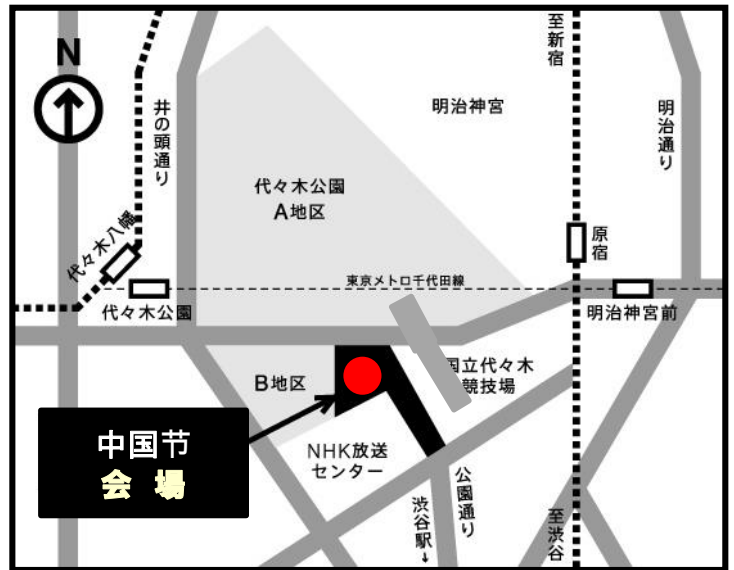 N
至新宿
井の頭通り
明治神宮
明治通り
代々木公園
A地区
代々木八幡
原宿
東京メトロ千代田線
代々木公園
明治神宮前
国立代々木
競技場
B地区
中国节
会場
NHK放送
センター
公園通り
渋谷駅↓
至渋谷